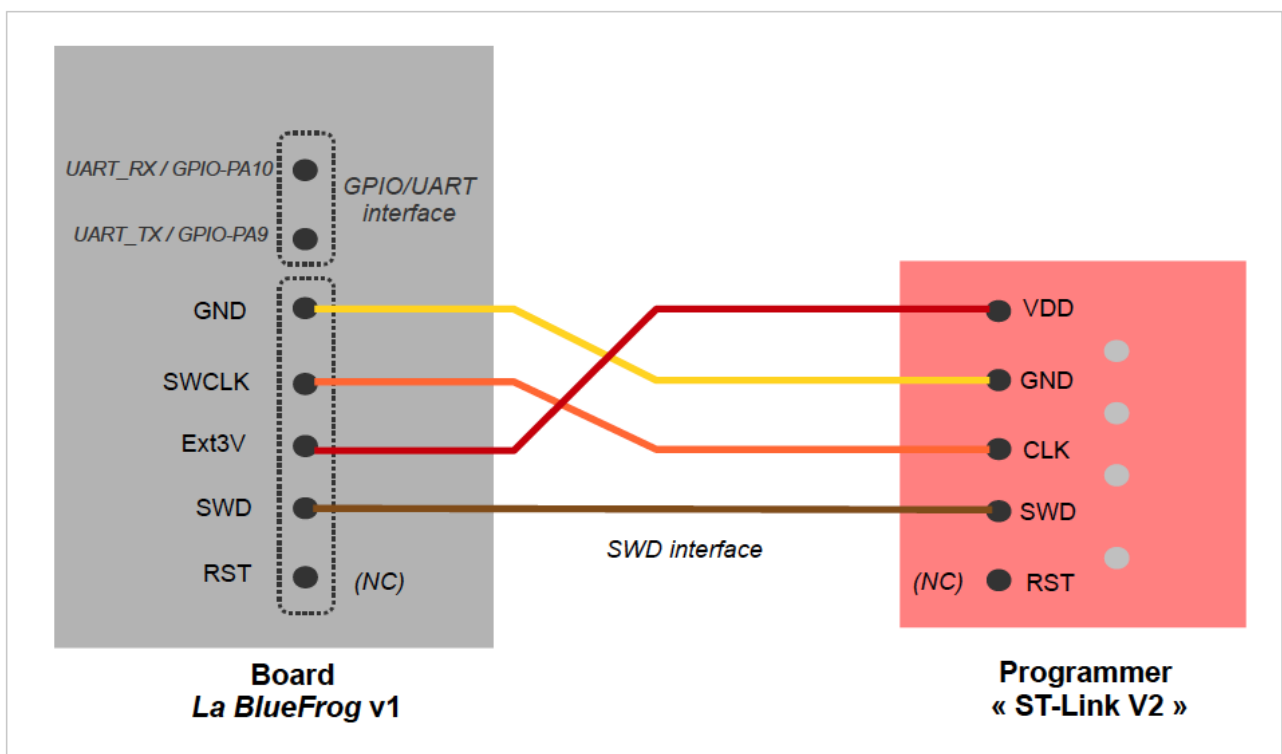 UART_RX / GPIO-PA10
GPIO/UART
interface
UART_TX / GPIO-PA9
GND
SWCLK
Ext3V
SWD
RST
(NC)
SWD interface
VDD
GND
CLK
SWD
(NC)
RST
Board
La BlueFrog v1
Programmer
« ST-Link V2 »